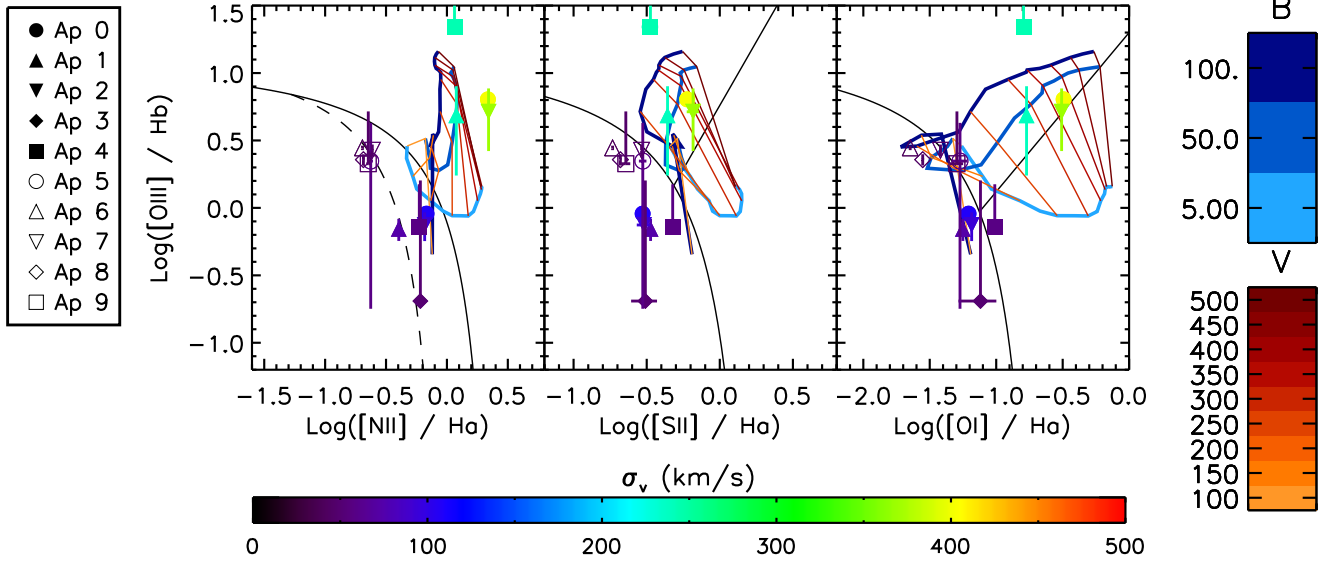 Ap 0
Ap 1
Ap 2
Ap 3
Ap 4
Ap 5
Ap 6
Ap 7
Ap 8
Ap 9
Log([OIII] / Hb)
1.5
1.0
0.5
0.0
−0.5
−1.0
−1.5 −1.0 −0.5 0.0 0.5
Log([NII] / Ha)
−1.0 −0.5 0.0 0.5
Log([SII] / Ha)
−2.0 −1.5 −1.0 −0.5 0.0
Log([OI] / Ha)
B
100.
50.0
5.00
V
500
450
400
350
300
250
200
150
100
σv (km/s)
0 100 200 300 400 500